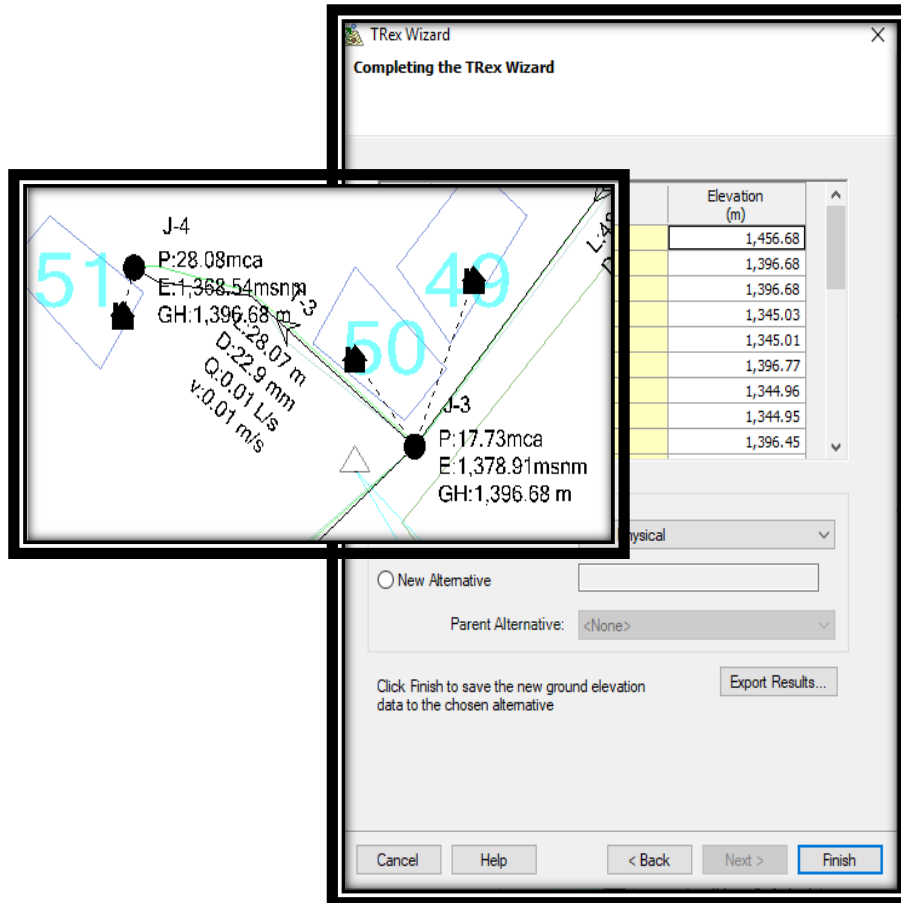 TRex Wizard
Completing the TRex Wizard
Elevation
(m)
1,456.68
1,396.68
1,396.68
1,345.03
1,345.01
1,396.77
1,344.96
1,344.95
1,396.45
J-4
P:28.08mca
E:1,368.54msnm
GH:1,396.68 m
51
49
50
L:28.07 m
D:22.9 mm
Q:0.01 L/s
v:0.01 m/s
J-3
P:17.73mca
E:1,378.91msnm
GH:1,396.68 m
New Alternative
Parent Alternative:
<None>
Click Finish to save the new ground elevation
data to the chosen alternative
Export Results...
Cancel
Help
< Back
Next >
Finish